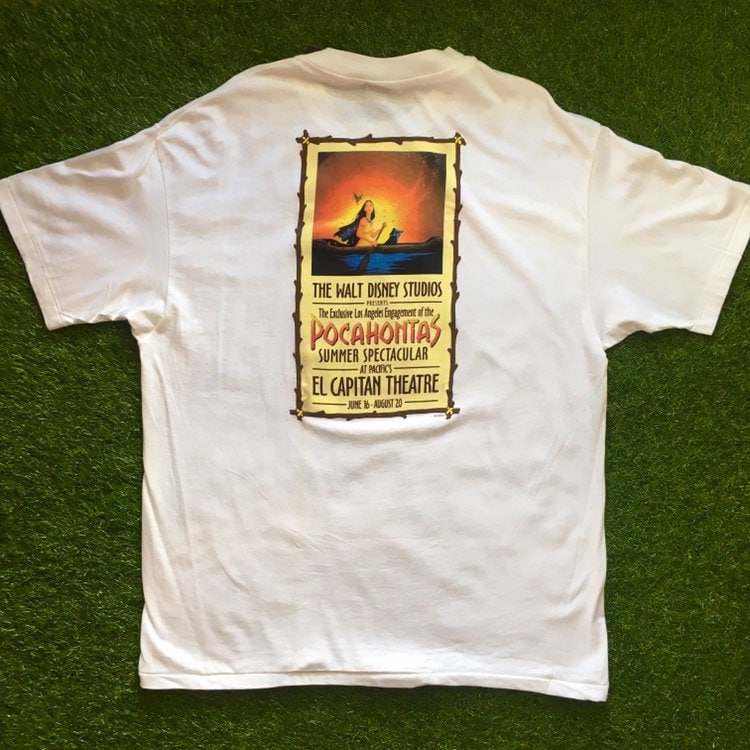 THE WALT DISNEY STUDIOS
PRESENTS
The Exclusive Los Angeles Engagement of the
POCAHONTAS
SUMMER SPECTACULAR
AT PACIFIC'S
EL CAPITAN THEATRE
JUNE 16 - AUGUST 20